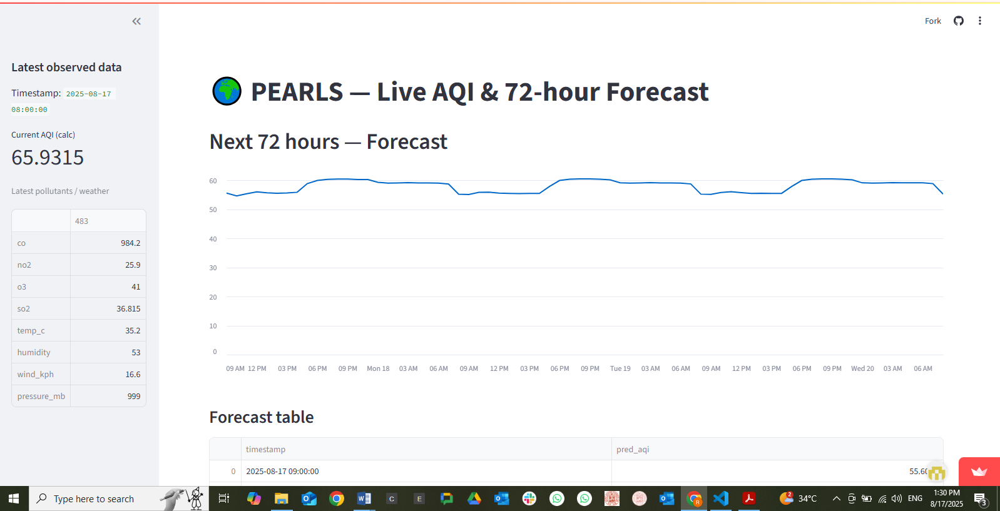 Fork
Latest observed data
Timestamp: 2025-08-17
08:00:00
Current AQI (calc)
65.9315
Latest pollutants / weather
483
co 984.2
no2 25.9
o3 41
so2 36.815
temp_c 35.2
humidity 53
wind_kph 16.6
pressure_mb 999
PEARLS — Live AQI & 72-hour Forecast
Next 72 hours — Forecast
60
50
40
30
20
10
0
09 AM 12 PM 03 PM 06 PM 09 PM Mon 18 03 AM 06 AM 09 AM 12 PM 03 PM 06 PM 09 PM Tue 19 03 AM 06 AM 09 AM 12 PM 03 PM 06 PM 09 PM Wed 20 03 AM 06 AM
Forecast table
timestamp pred_aqi
0 2025-08-17 09:00:00 55.60
Type here to search
C
E
R
2
34°C
ENG
1:30 PM
8/17/2025
3